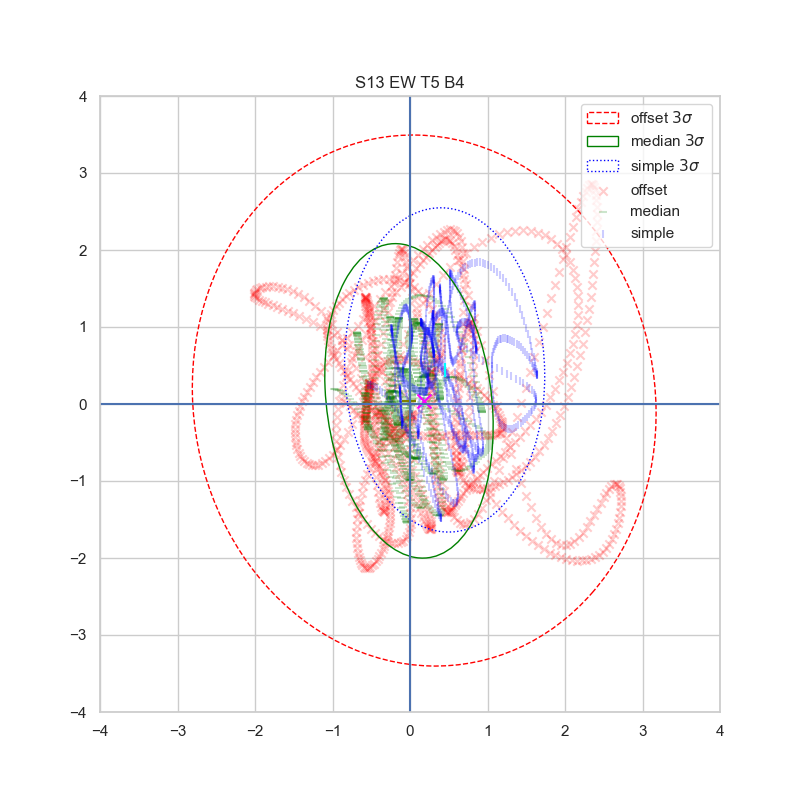 S13 EW T5 B4
offset 3σ
median 3σ
simple 3σ
offset
median
simple
4
3
2
1
0
−1
−2
−3
−4
−4 −3 −2 −1 0 1 2 3 4